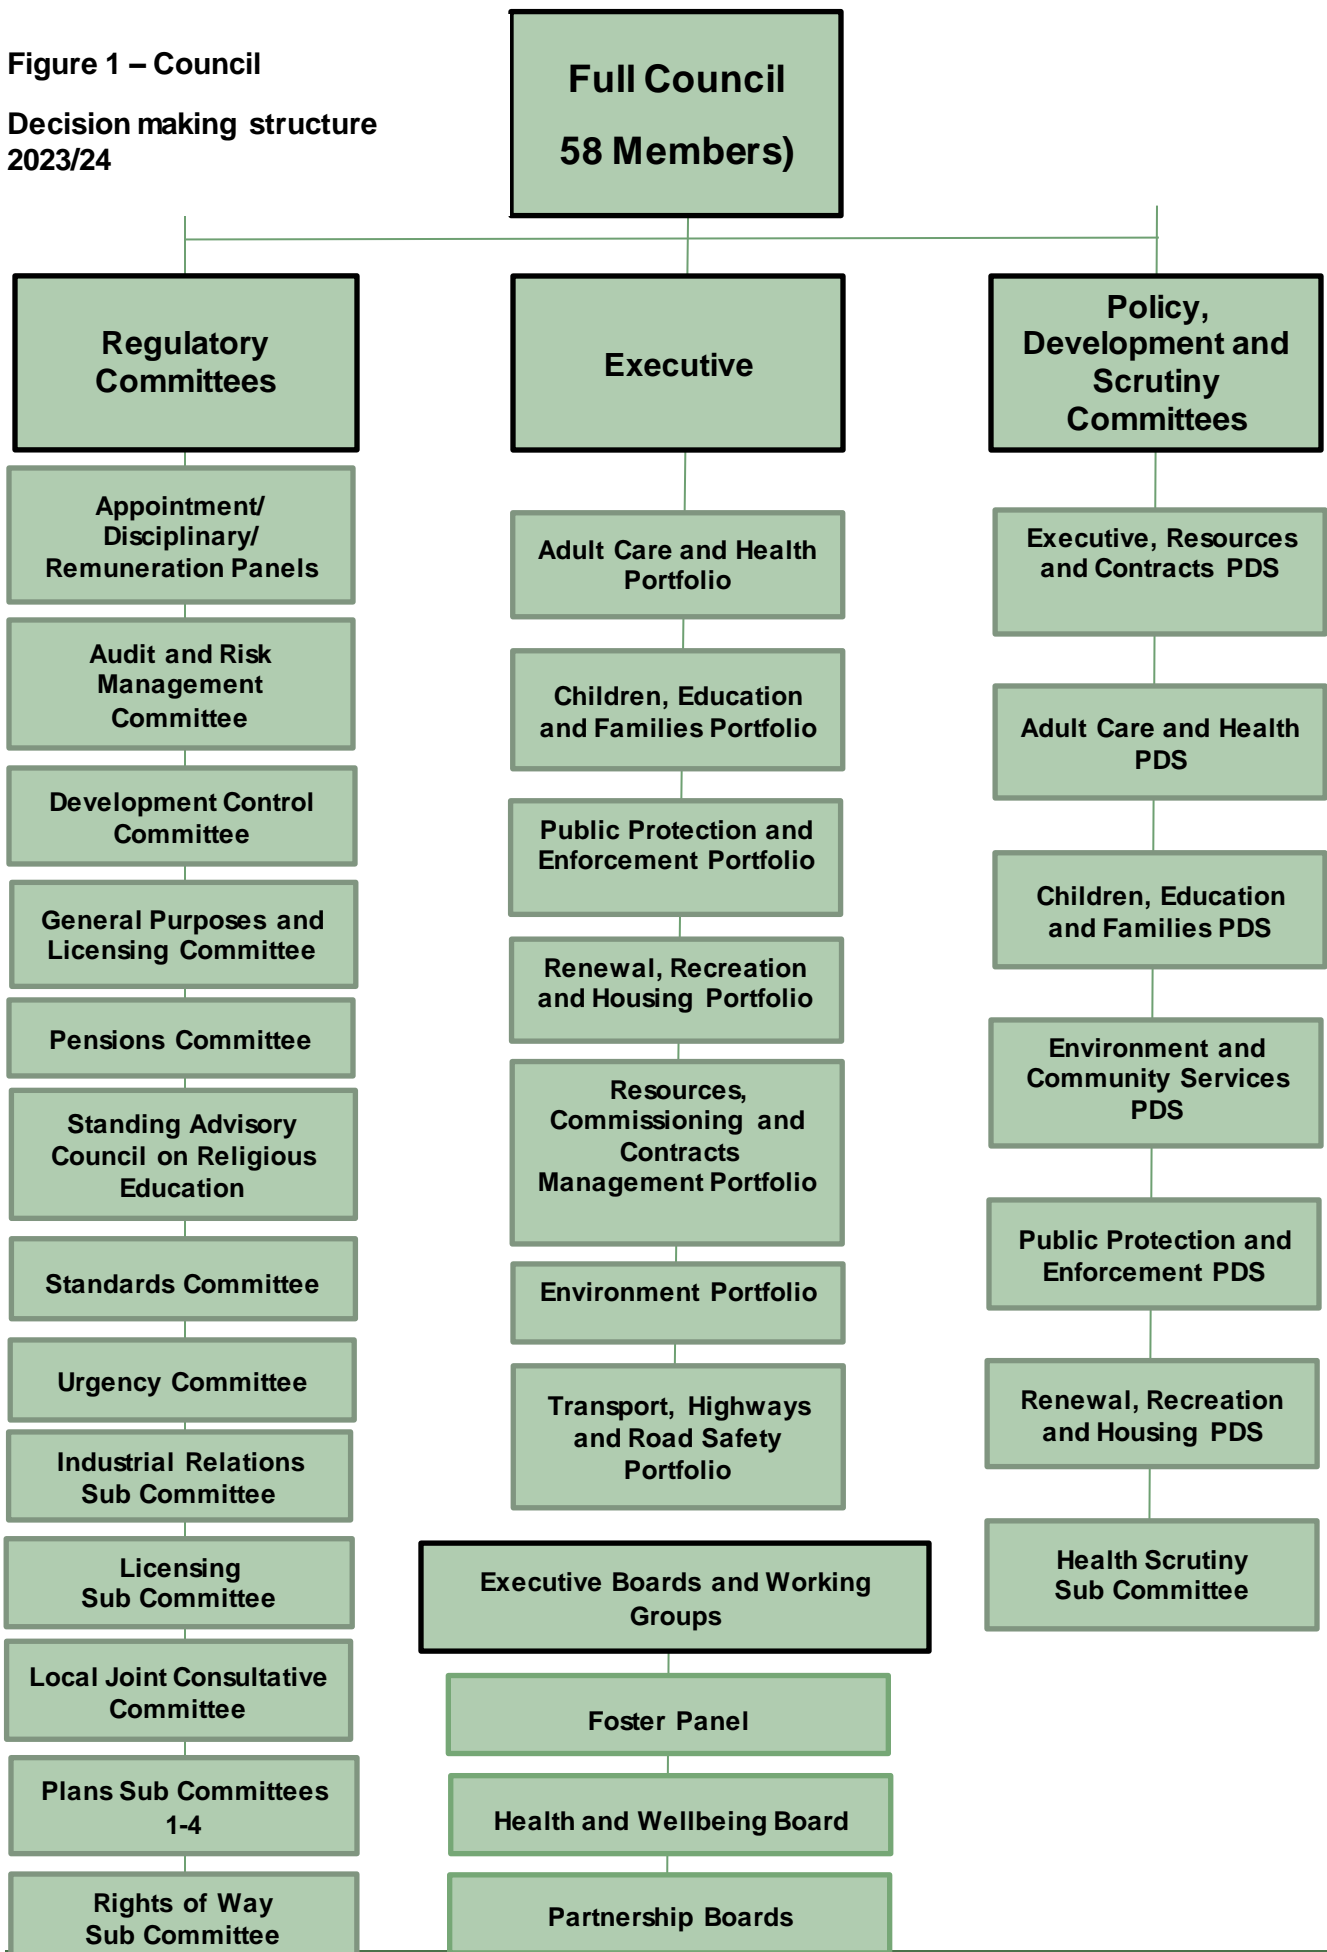 Figure 1 – Council
Decision making structure
2023/24
Full Council
58 Members)
Regulatory
Committees
Appointment/
Disciplinary/
Remuneration Panels
Audit and Risk
Management
Committee
Development Control
Committee
General Purposes and
Licensing Committee
Pensions Committee
Standing Advisory
Council on Religious
Education
Standards Committee
Urgency Committee
Industrial Relations
Sub Committee
Licensing
Sub Committee
Local Joint Consultative
Committee
Plans Sub Committees
1-4
Rights of Way
Sub Committee
Executive
Adult Care and Health
Portfolio
Children, Education
and Families Portfolio
Public Protection and
Enforcement Portfolio
Renewal, Recreation
and Housing Portfolio
Resources,
Commissioning and
Contracts
Management Portfolio
Environment Portfolio
Transport, Highways
and Road Safety
Portfolio
Executive Boards and Working
Groups
Foster Panel
Health and Wellbeing Board
Partnership Boards
Policy,
Development and
Scrutiny
Committees
Executive, Resources
and Contracts PDS
Adult Care and Health
PDS
Children, Education
and Families PDS
Environment and
Community Services
PDS
Public Protection and
Enforcement PDS
Renewal, Recreation
and Housing PDS
Health Scrutiny
Sub Committee